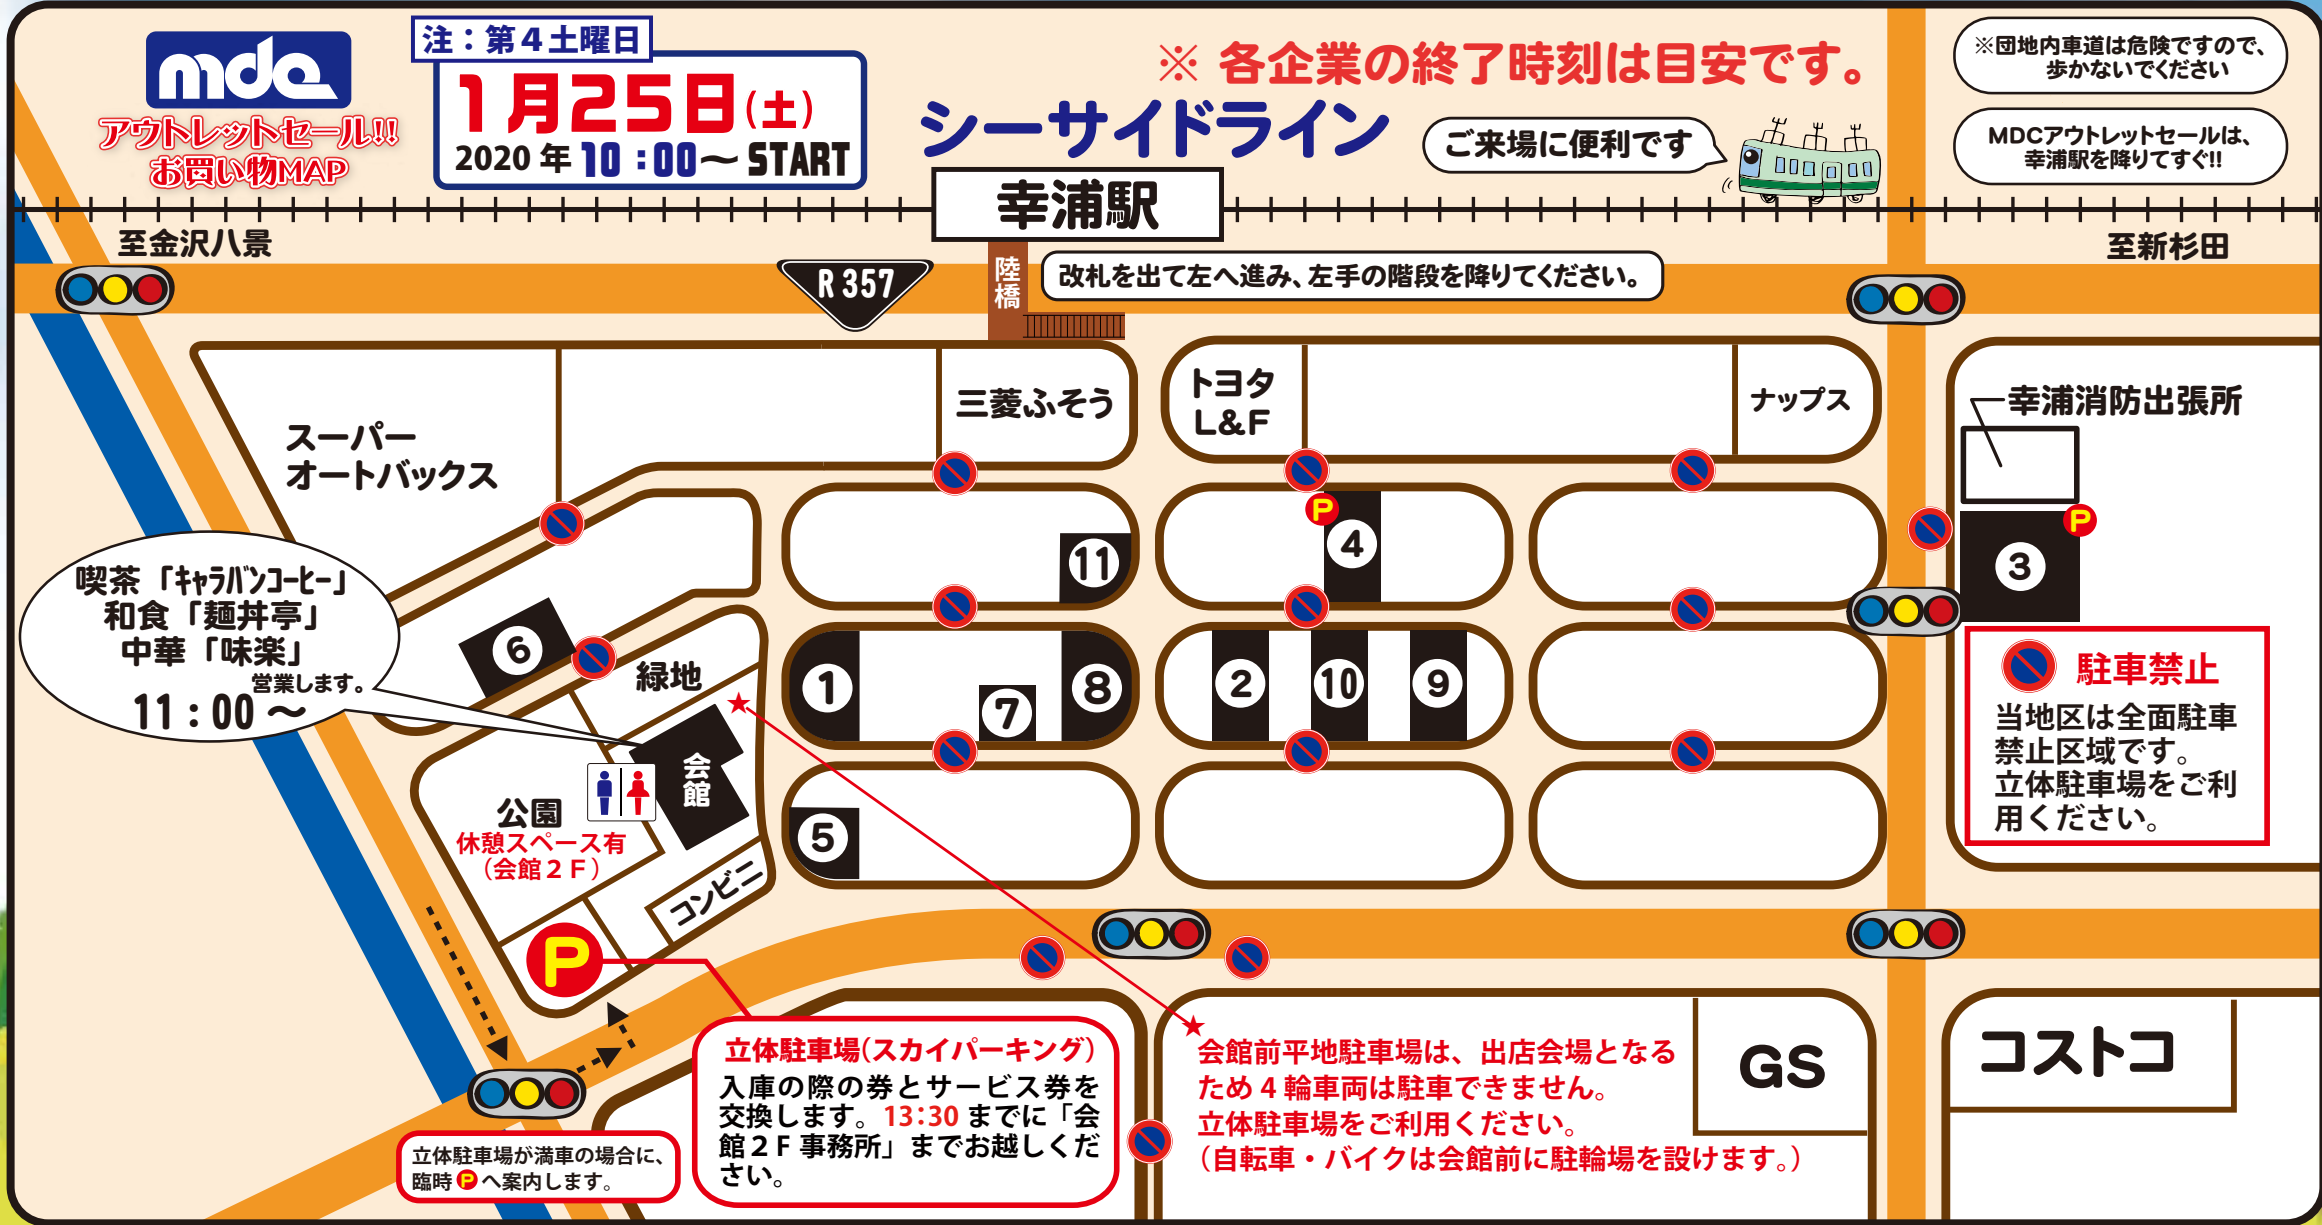 mdc
アウトレットセール!!
お買い物MAP
注：第４土曜日
1月25日(土)
2020年10：00～START
※ 各企業の終了時刻は目安です。
シーサイドライン
ご来場に便利です
※団地内車道は危険ですので、
歩かないでください
MDCアウトレットセールは、
幸浦駅を降りてすぐ!!
幸浦駅
至金沢八景
至新杉田
R 357
陸橋
改札を出て左へ進み、左手の階段を降りてください。
スーパー
オートバックス
三菱ふそう
トヨタ
L&F
ナップス
幸浦消防出張所
P
4
11
P
3
喫茶「キャラバンコーヒー」
和食「麺丼亭」
中華「味楽」
営業します。
11：00～
6
緑地
1
7
8
2
10
9
会館
公園
休憩スペース有
（会館２Ｆ）
コンビニ
5
P
駐車禁止
当地区は全面駐車
禁止区域です。
立体駐車場をご利
用ください。
立体駐車場(スカイパーキング)
入庫の際の券とサービス券を
交換します。13:30 までに「会
館２Ｆ事務所」までお越しくだ
さい。
立体駐車場が満車の場合に、
臨時Pへ案内します。
会館前平地駐車場は、出店会場となる
ため４輪車両は駐車できません。
立体駐車場をご利用ください。
（自転車・バイクは会館前に駐輪場を設けます。）
GS
コストコ